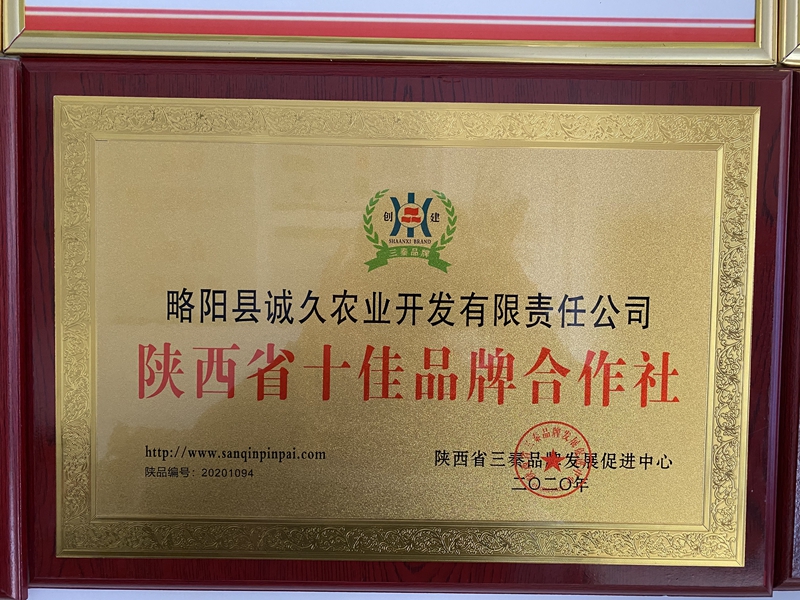 创 建
SHAANXI BRAND
三秦品牌
略阳县诚久农业开发有限责任公司
陕西省十佳品牌合作社
http://www.sanqinpinpai.com
陕品编号：20201094
陕西省三秦品牌发展促进中心
二〇二〇年